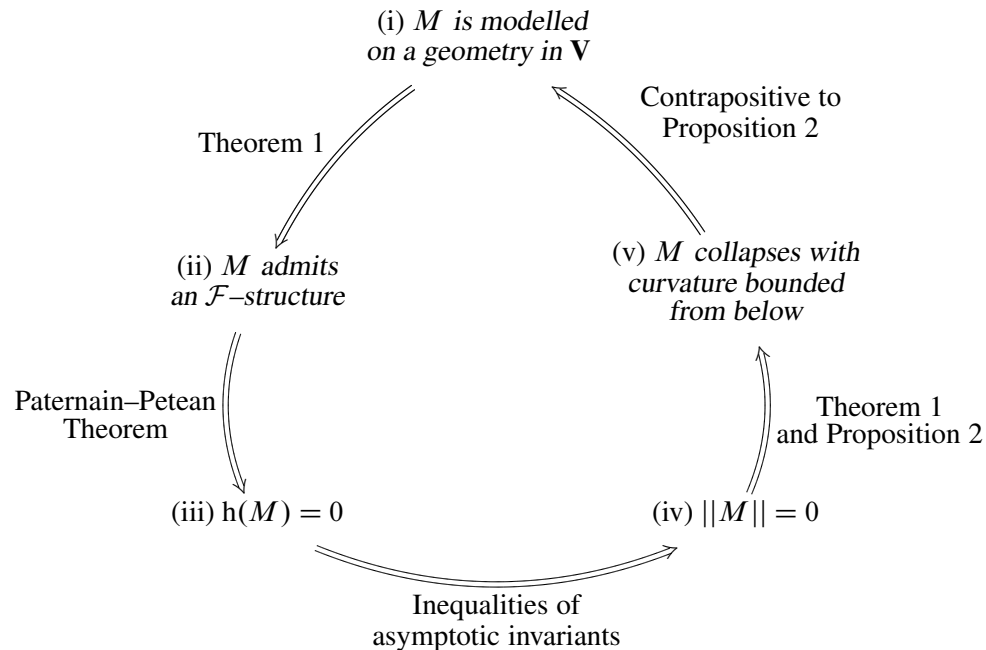 (i) M is modelled
on a geometry in V
Contrapositive to
Proposition 2
Theorem 1
(ii) M admits
an F–structure
(v) M collapses with
curvature bounded
from below
Paternain–Petean
Theorem
Theorem 1
and Proposition 2
(iii) h(M) = 0
(iv) ||M|| = 0
Inequalities of
asymptotic invariants